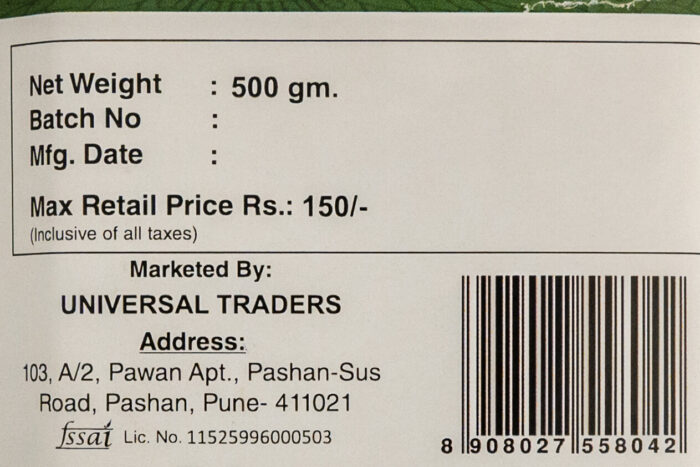 Net Weight : 500 gm.
Batch No :
Mfg. Date :
Max Retail Price Rs.: 150/-
(Inclusive of all taxes)
Marketed By:
UNIVERSAL TRADERS
Address:
103, A/2, Pawan Apt., Pashan-Sus
Road, Pashan, Pune- 411021
fssai Lic. No. 11525996000503
8 908027 558042